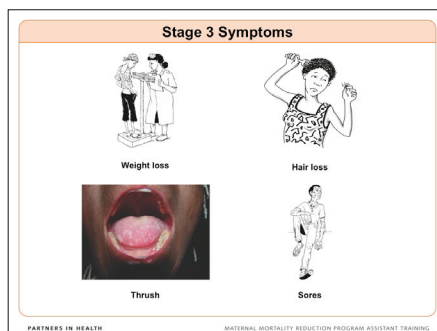 Stage 3 Symptoms
Weight loss
Hair loss
Thrush
Sores
PARTNERS IN HEALTH
MATERNAL MORTALITY REDUCTION PROGRAM ASSISTANT TRAINING